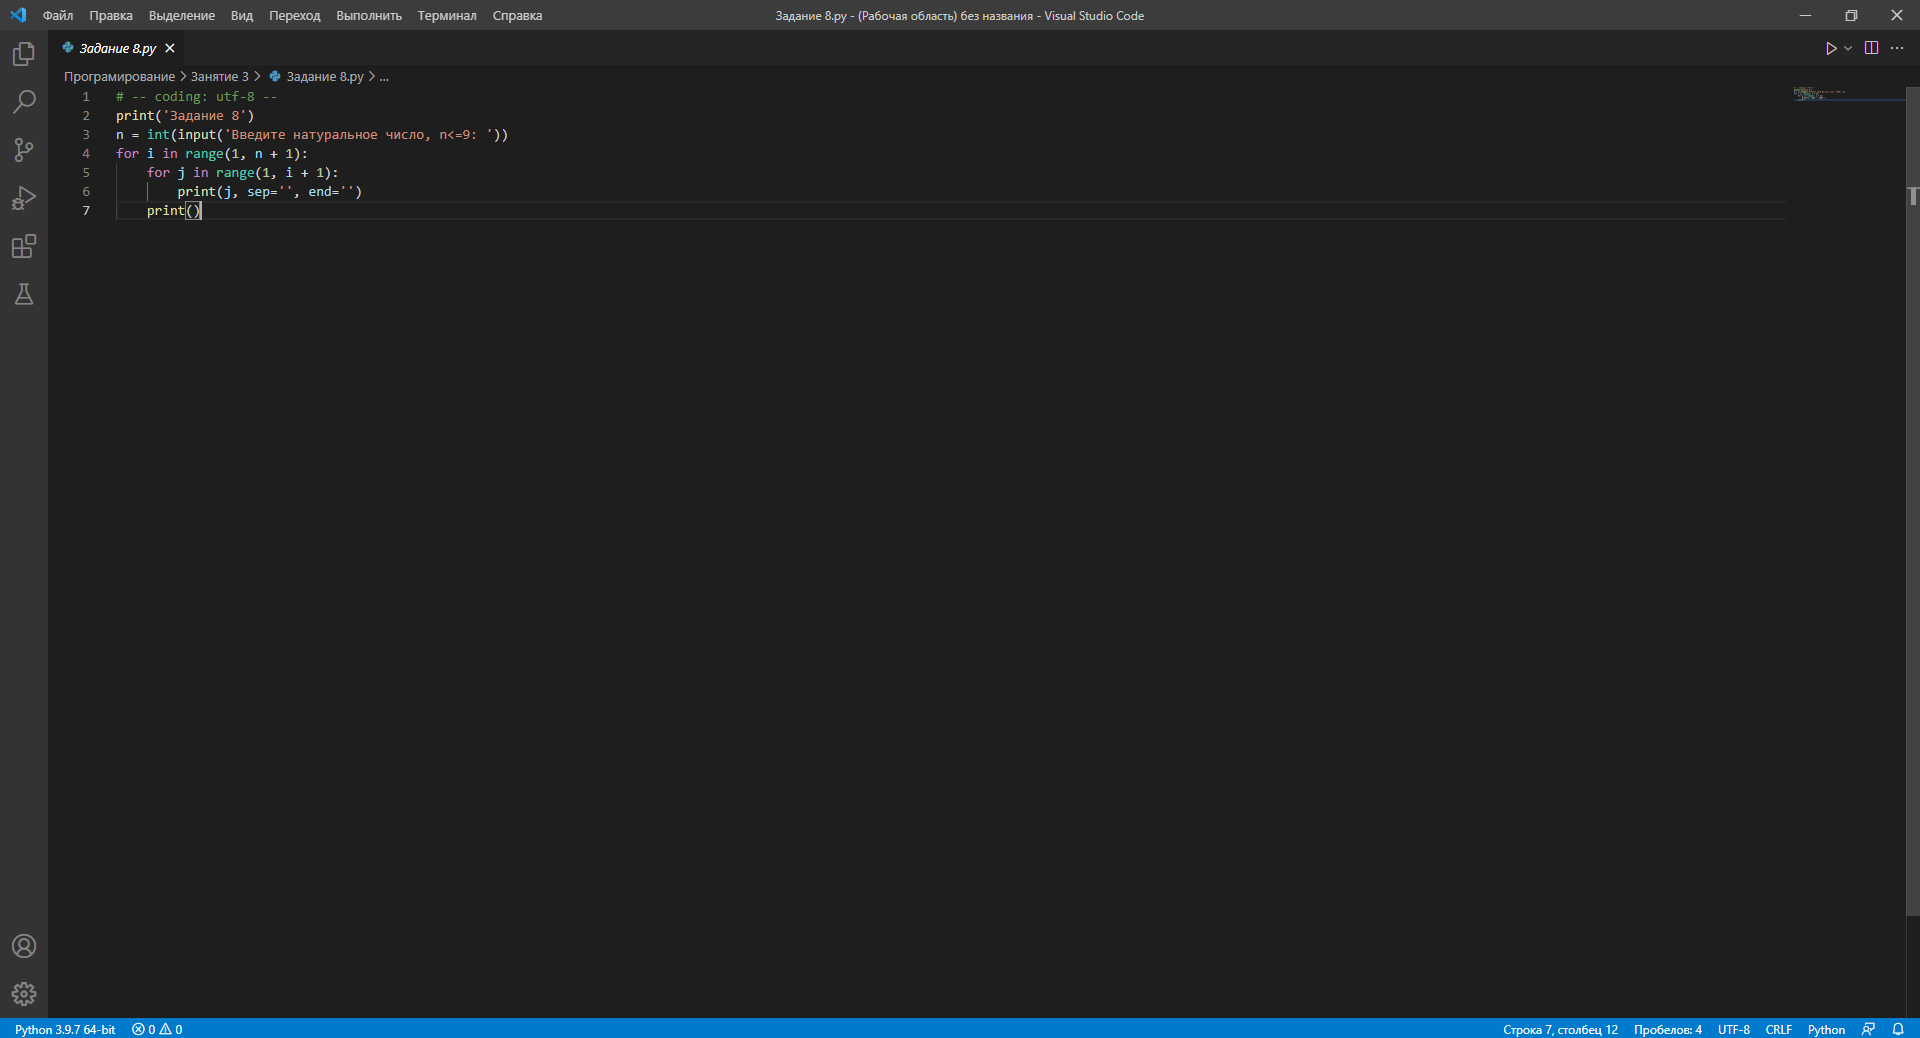 Файл Правка Выделение Вид Переход Выполнить Терминал Справка
Задание 8.py - (Рабочая область) без названия - Visual Studio Code
Задание 8.py
Програмирование > Занятие 3 > Задание 8.py > ...
1 # -- coding: utf-8 --
2 print('Задание 8')
3 n = int(input('Введите натуральное число, n<=9: '))
4 for i in range(1, n + 1):
5     for j in range(1, i + 1):
6         print(j, sep='', end='')
7     print()
Python 3.9.7 64-bit 0 0 Строка 7, столбец 12 Пробелов: 4 UTF-8 CRLF Python